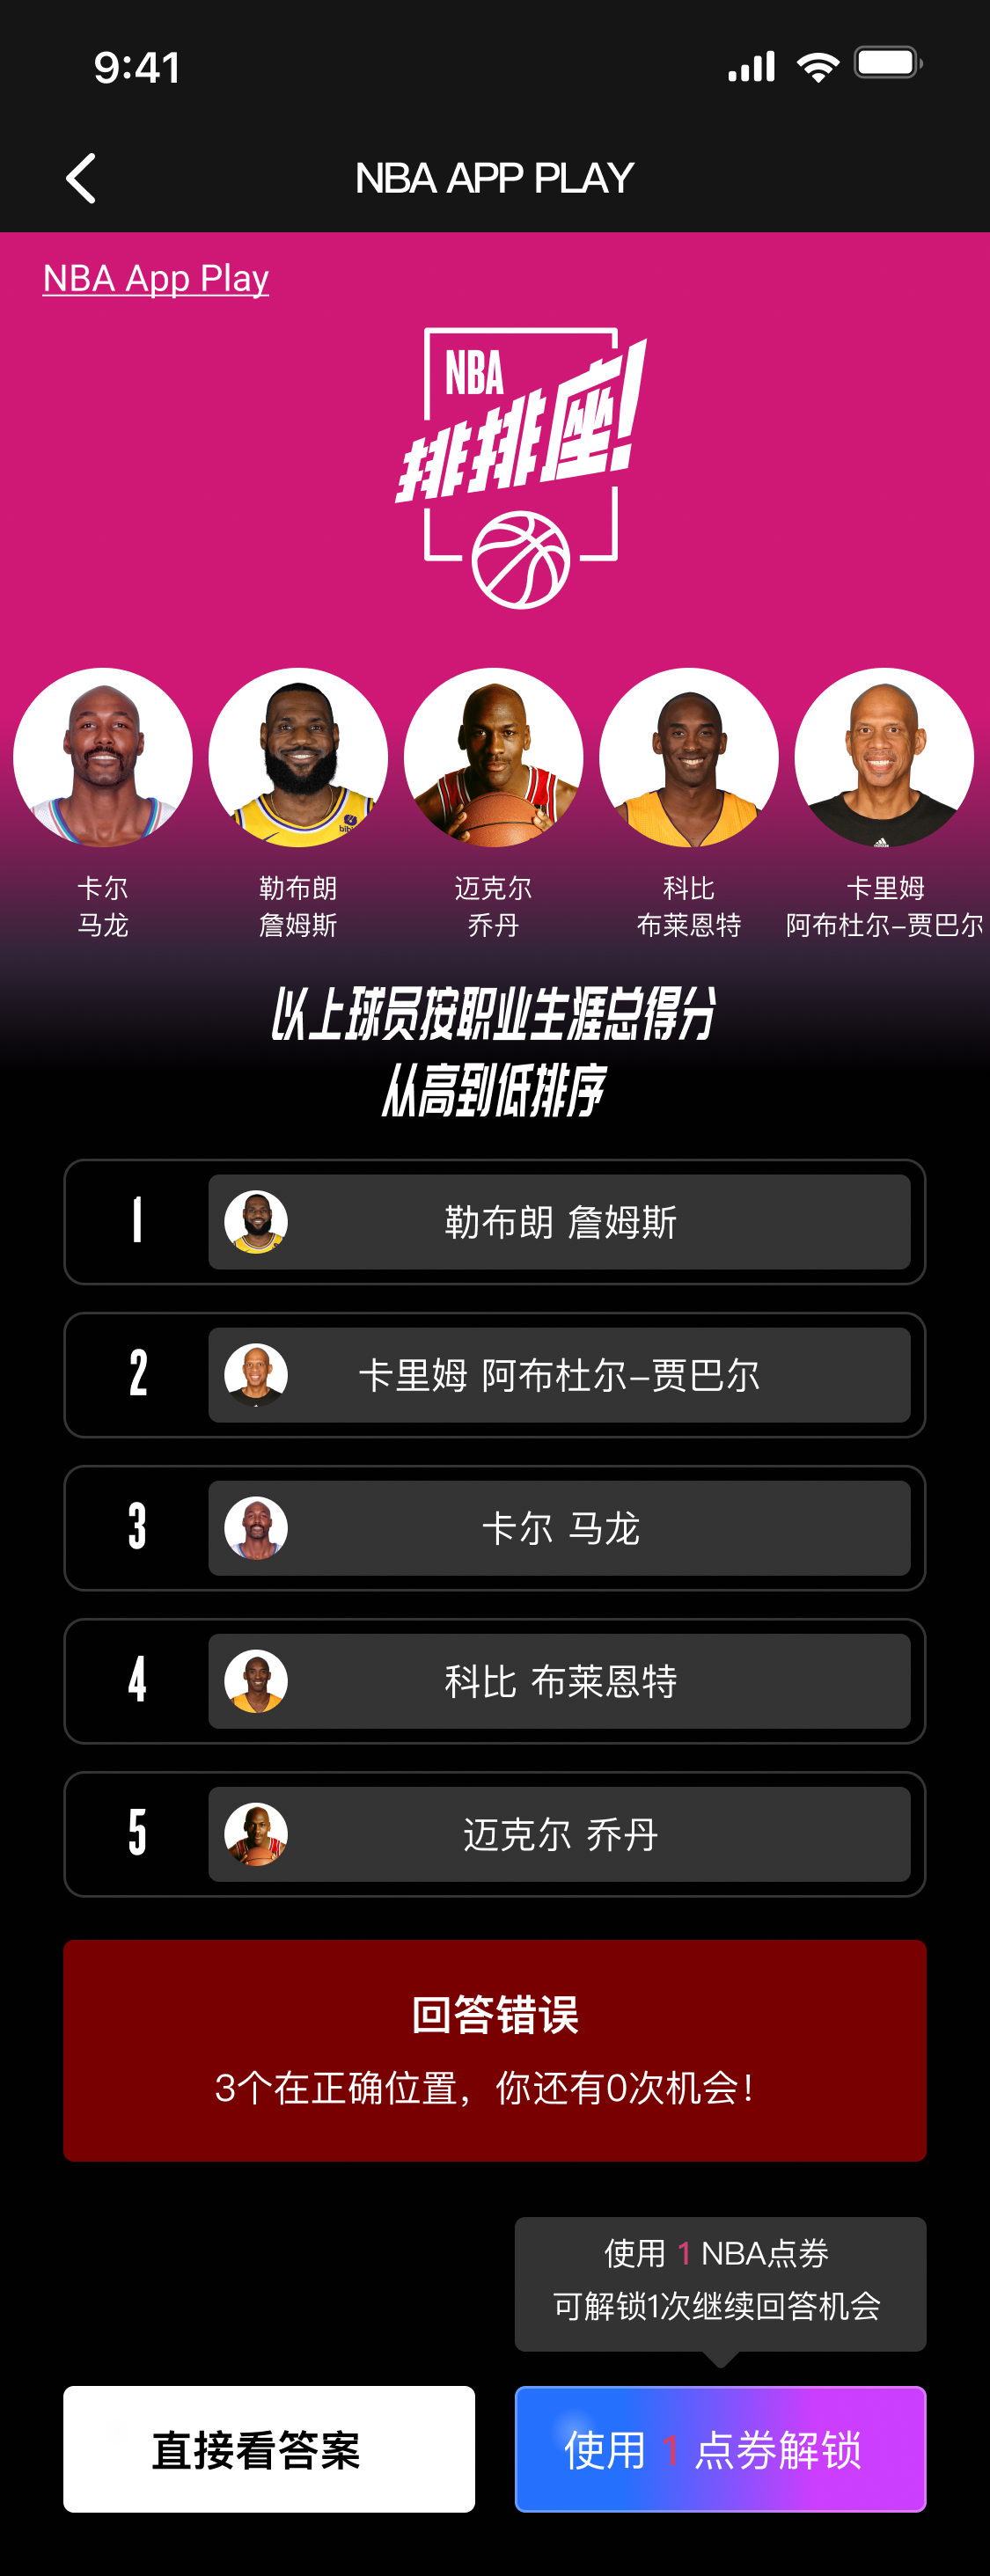 9:41
NBA APP PLAY
NBA App Play
NBA
排排座!
卡尔
马龙
勒布朗
詹姆斯
迈克尔
乔丹
科比
布莱恩特
卡里姆
阿布杜尔-贾巴尔
以上球员按职业生涯总得分
从高到低排序
1
勒布朗 詹姆斯
2
卡里姆 阿布杜尔-贾巴尔
3
卡尔 马龙
4
科比 布莱恩特
5
迈克尔 乔丹
回答错误
3个在正确位置，你还有0次机会！
使用 1 NBA点券
可解锁1次继续回答机会
直接看答案
使用 1 点券解锁